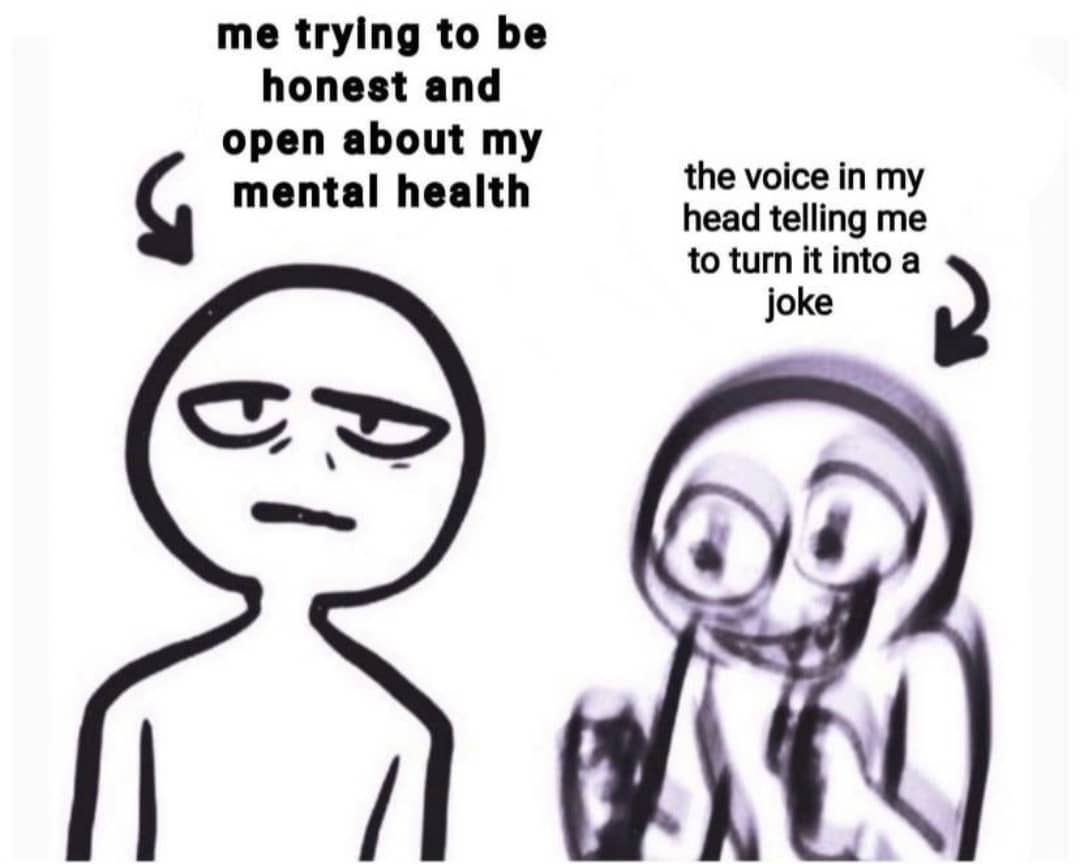 me trying to be
honest and
open about my
mental health
the voice in my
head telling me
to turn it into a
joke